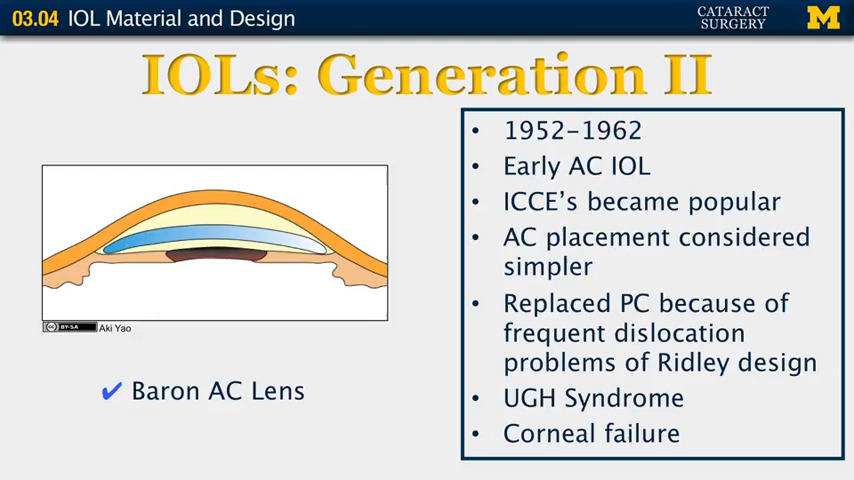 03.04 IOL Material and Design
CATARACT
SURGERY
M
IOLs: Generation II
• 1952-1962
• Early AC IOL
• ICCE's became popular
• AC placement considered
simpler
• Replaced PC because of
frequent dislocation
problems of Ridley design
• UGH Syndrome
• Corneal failure
cc BY-SA Aki Yao
✔ Baron AC Lens